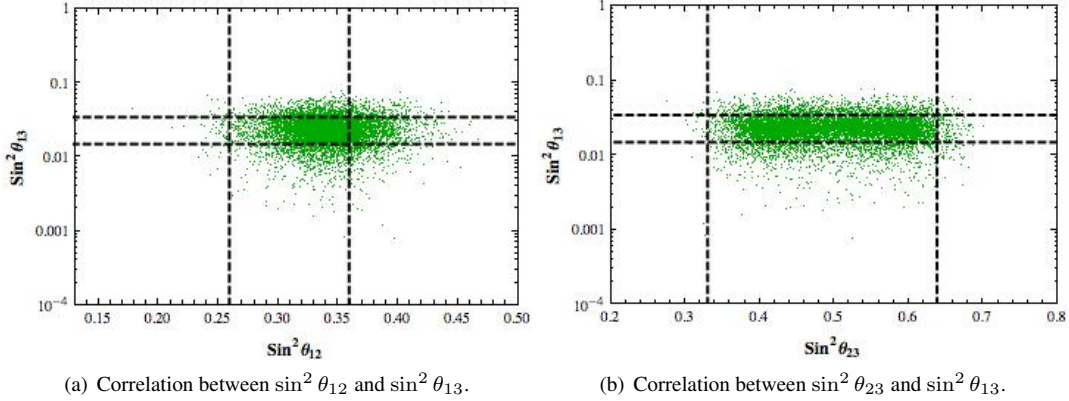 1
0.1
0.01
0.001
10⁻⁴
Sin² θ₁₃
0.15 0.20 0.25 0.30 0.35 0.40 0.45 0.50
Sin² θ₁₂
(a) Correlation between sin² θ₁₂ and sin² θ₁₃.
1
0.1
0.01
0.001
10⁻⁴
Sin² θ₁₃
0.2 0.3 0.4 0.5 0.6 0.7 0.8
Sin² θ₂₃
(b) Correlation between sin² θ₂₃ and sin² θ₁₃.